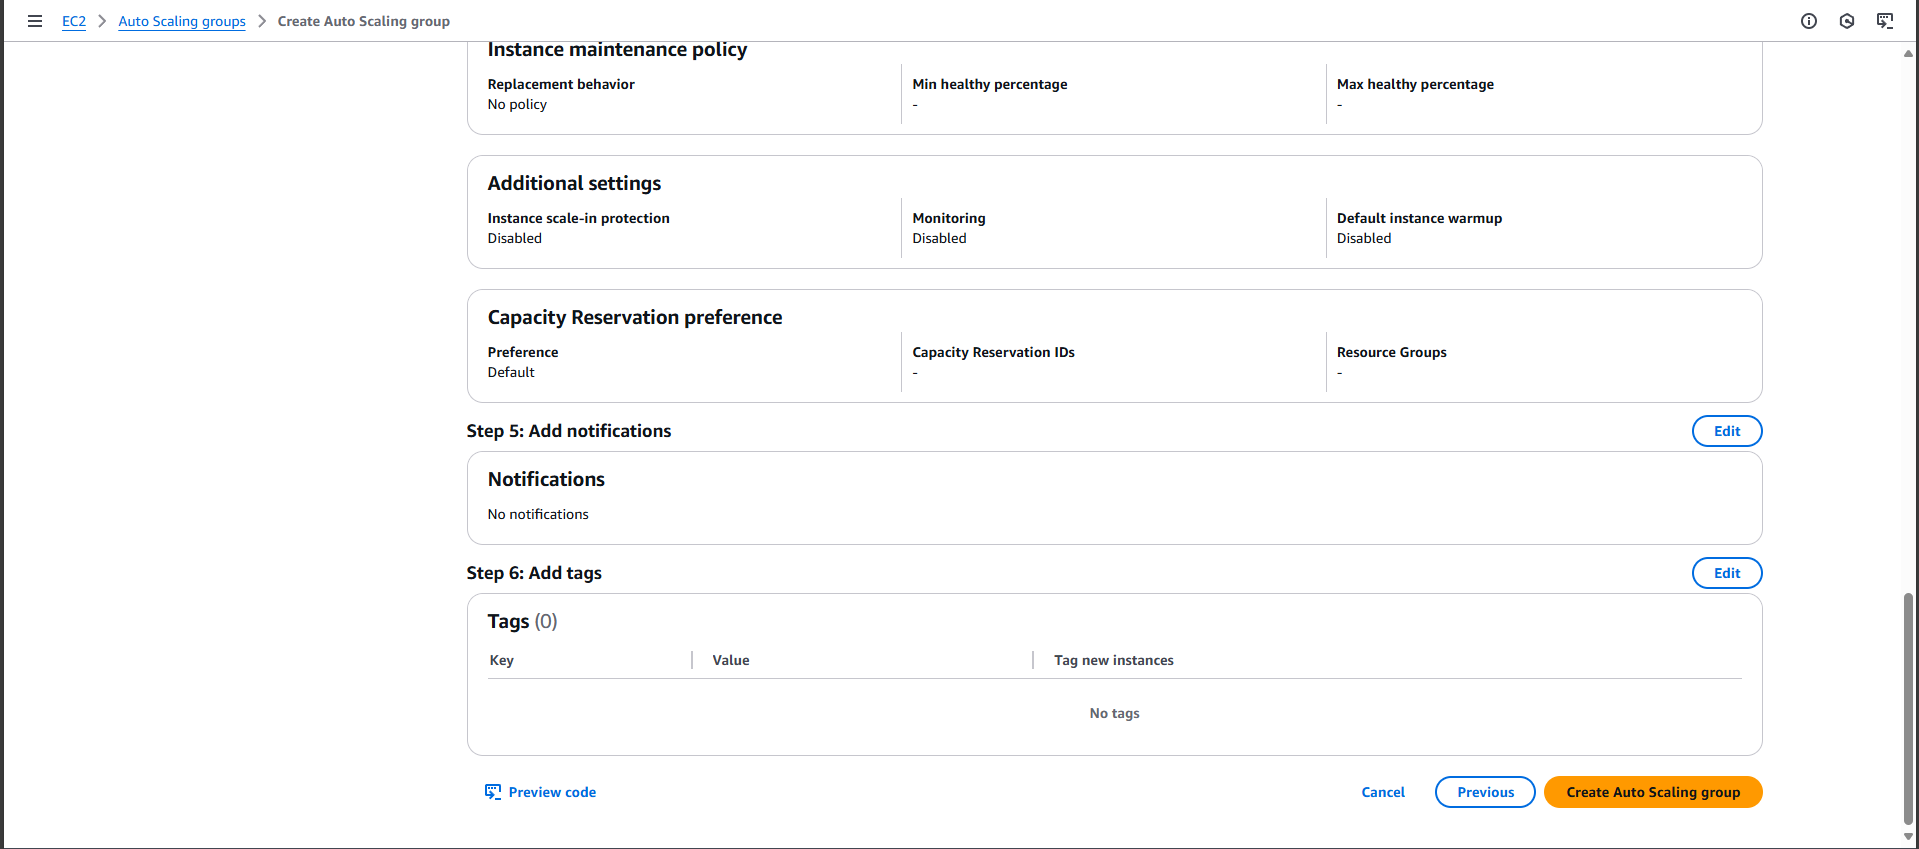 EC2 > Auto Scaling groups > Create Auto Scaling group
Instance maintenance policy
Replacement behavior
No policy
Min healthy percentage
-
Max healthy percentage
-
Additional settings
Instance scale-in protection
Disabled
Monitoring
Disabled
Default instance warmup
Disabled
Capacity Reservation preference
Preference
Default
Capacity Reservation IDs
-
Resource Groups
-
Step 5: Add notifications
Edit
Notifications
No notifications
Step 6: Add tags
Edit
Tags (0)
Key
Value
Tag new instances
No tags
Preview code
Cancel
Previous
Create Auto Scaling group